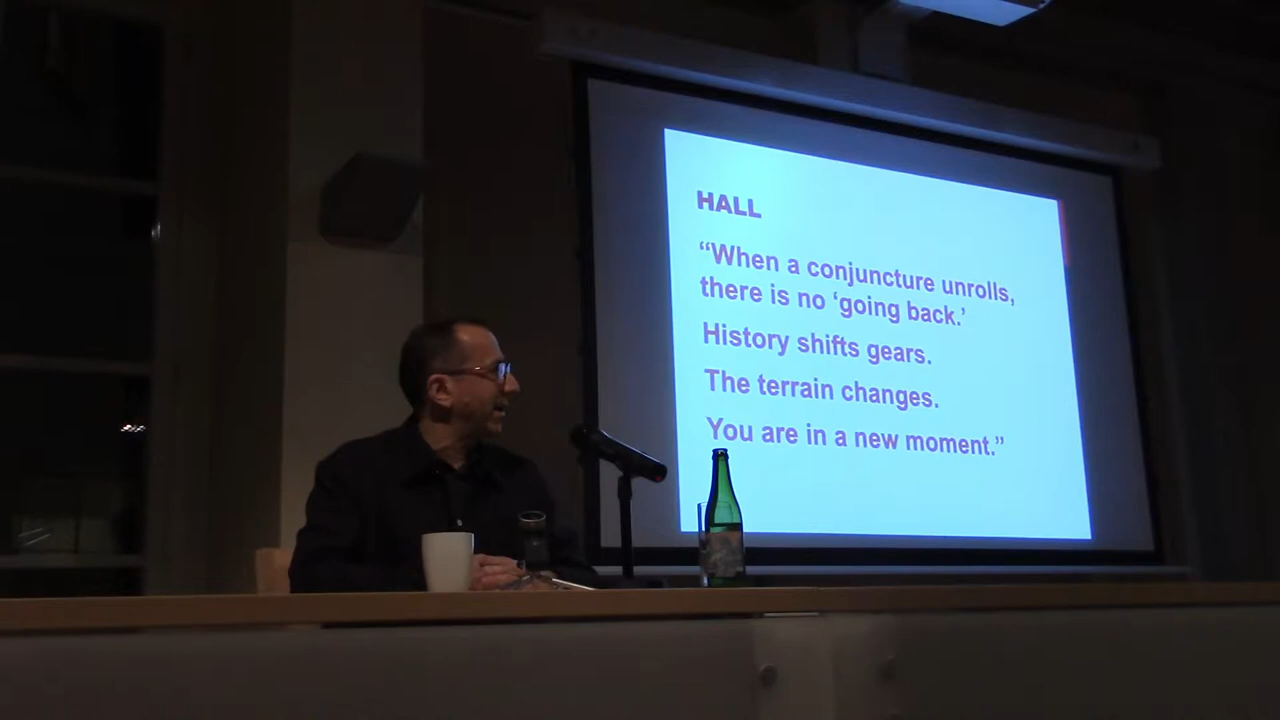 HALL
“When a conjuncture unrolls,
there is no ‘going back.’
History shifts gears.
The terrain changes.
You are in a new moment.”